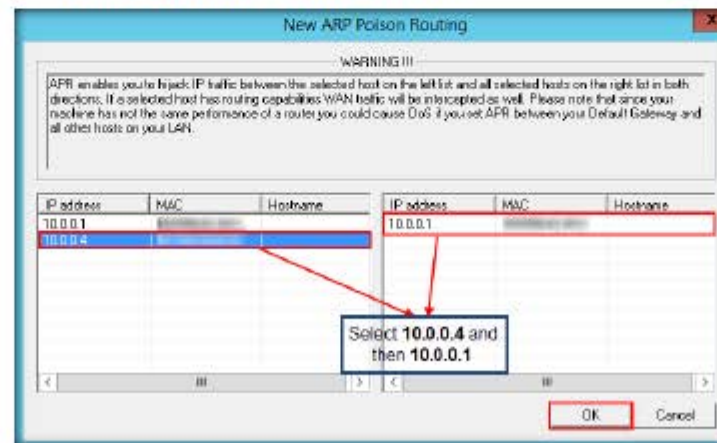 New ARP Poison Routing
x
WARNING !!!
APR enables you to hijack IP traffic between the selected host on the left list and all selected hosts on the right list in both
directions. If a selected host has routing capabilities WAN traffic will be intercepted as well. Please note that since your
machine has not the same performance of a router you could cause DoS if you set APR between your Default Gateway and
all other hosts on your LAN.
IP address MAC Hostname IP address MAC Hostname
10.0.0.1 10.0.0.1
10.0.0.4
Select 10.0.0.4 and
then 10.0.0.1
OK Cancel